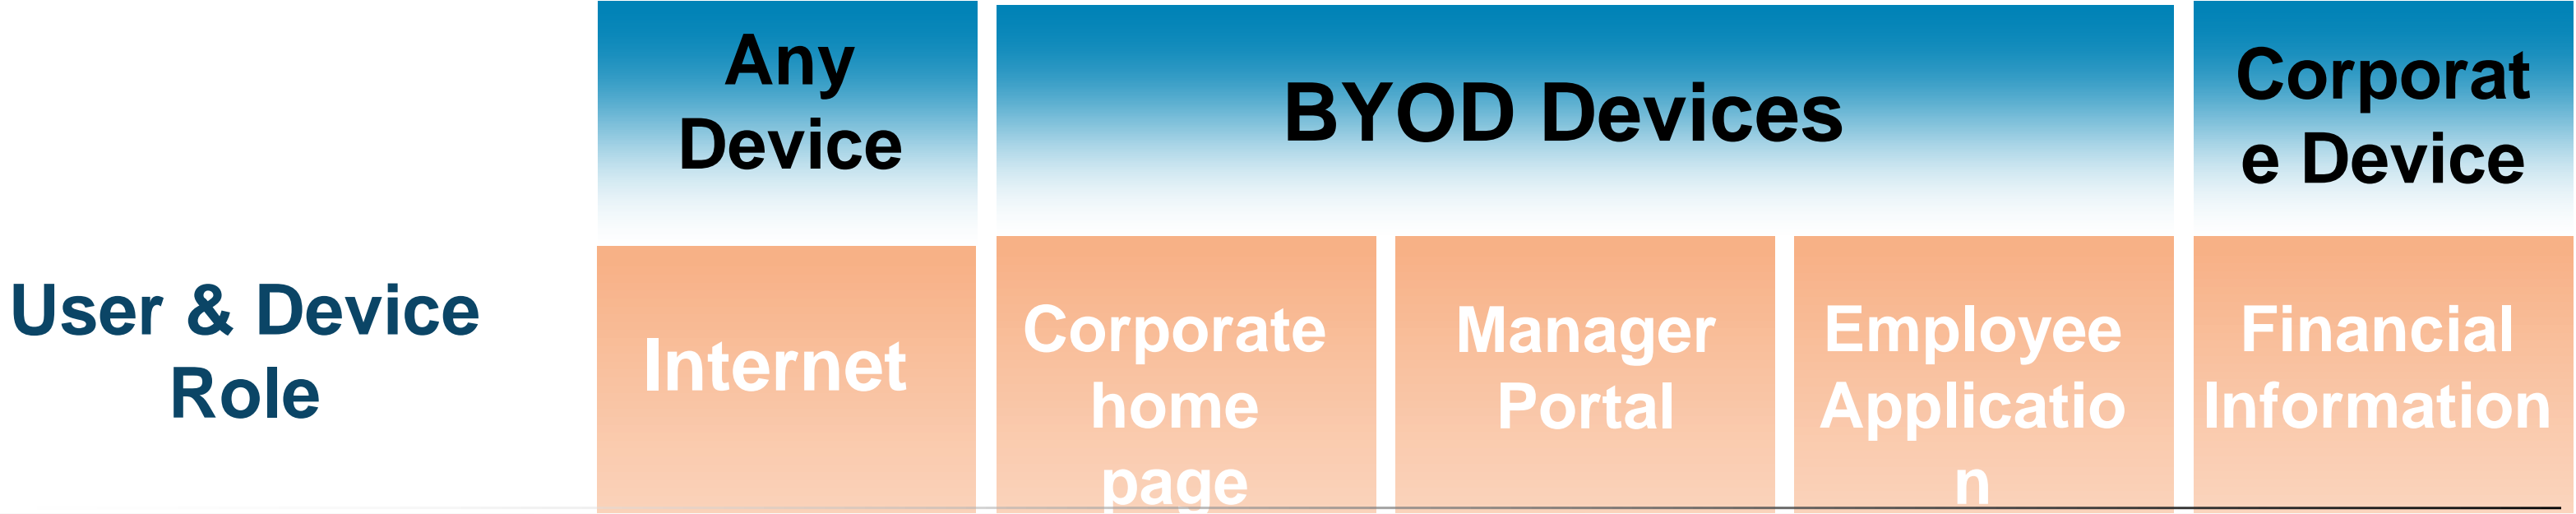 Any
Device
BYOD Devices
Corporat
e Device
User & Device
Role
Internet
Corporate
home
page
Manager
Portal
Employee
Applicatio
n
Financial
Information